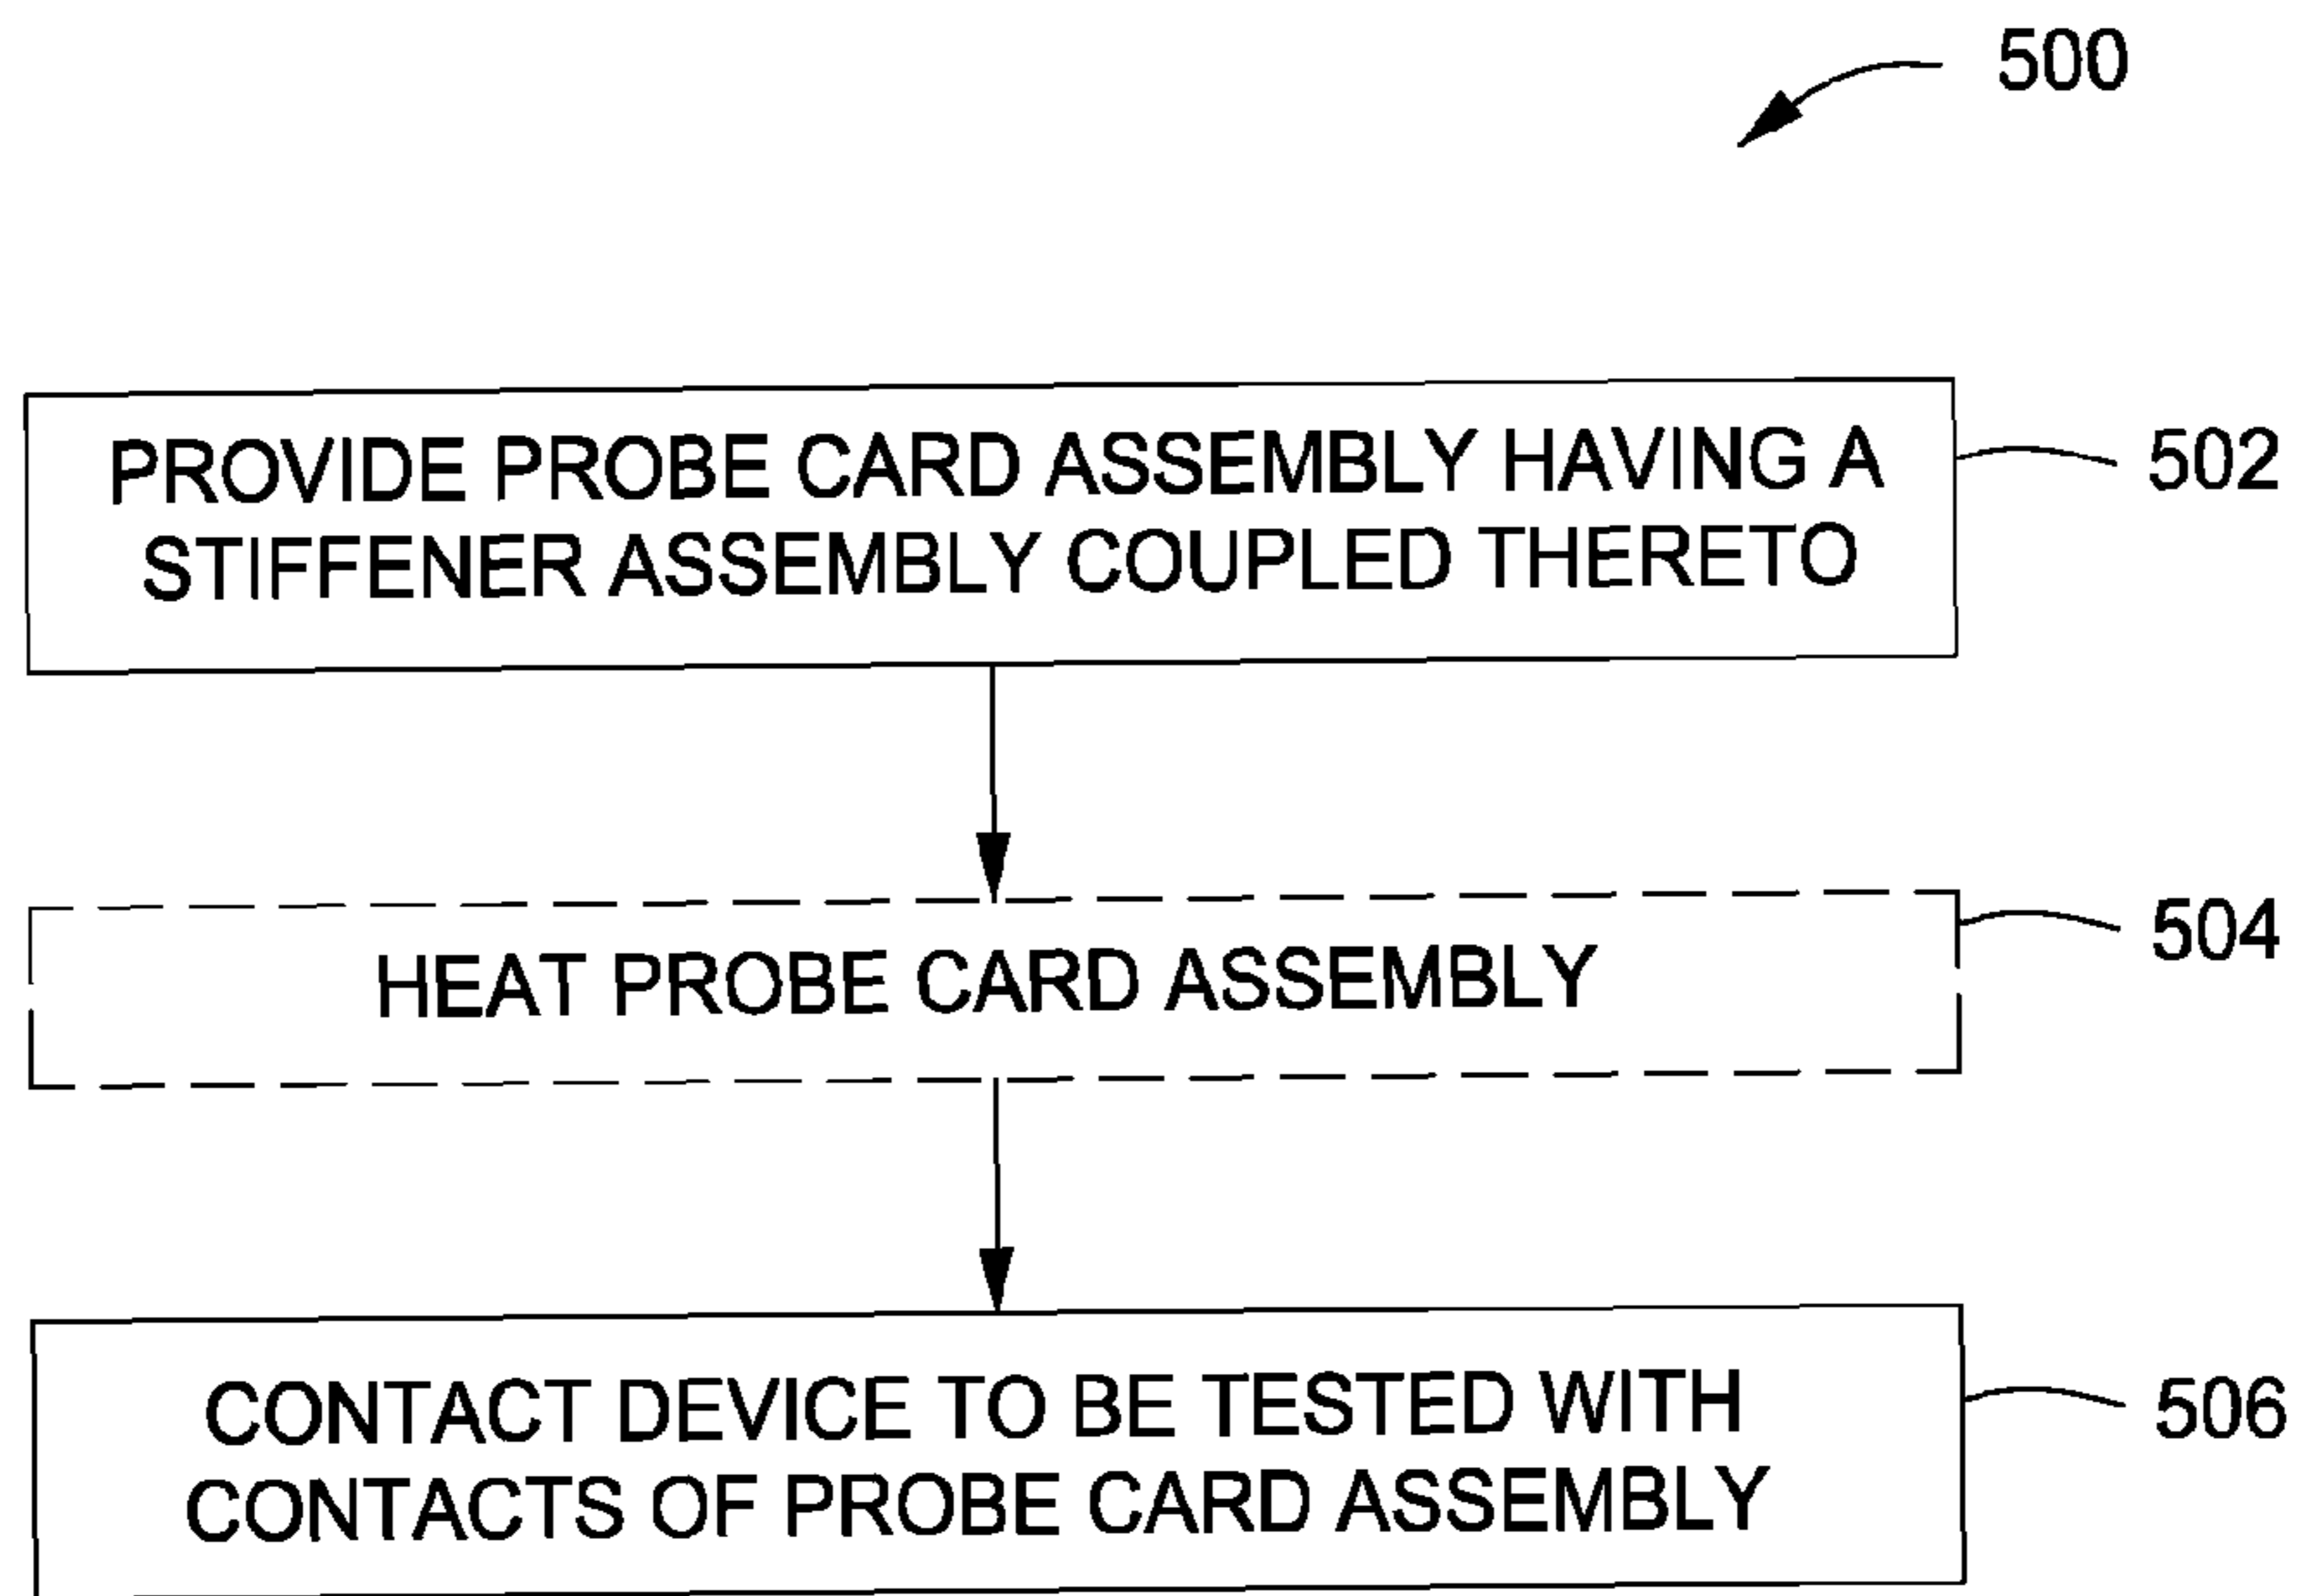 500
PROVIDE PROBE CARD ASSEMBLY HAVING A
STIFFENER ASSEMBLY COUPLED THERETO
502
HEAT PROBE CARD ASSEMBLY
504
CONTACT DEVICE TO BE TESTED WITH
CONTACTS OF PROBE CARD ASSEMBLY
506